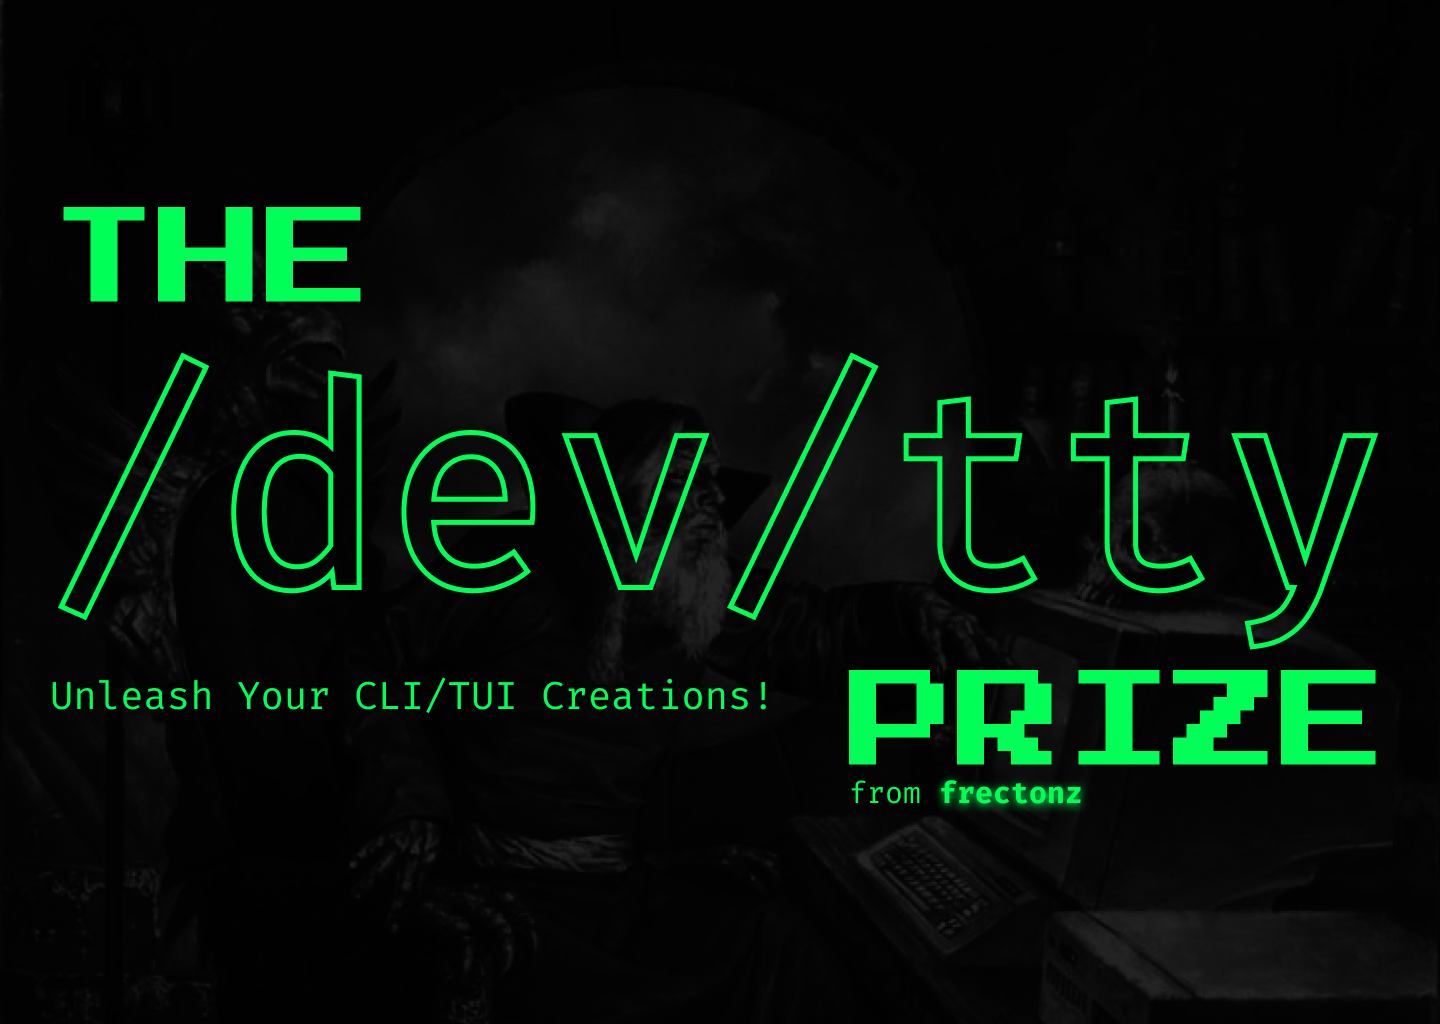 THE
/dev/tty
Unleash Your CLI/TUI Creations!
PRIZE
from frectonz